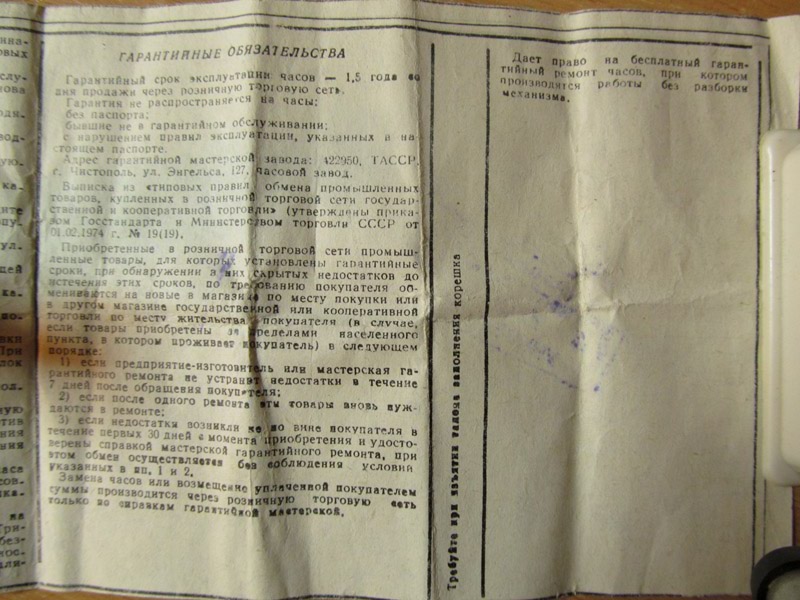 ГАРАНТИЙНЫЕ ОБЯЗАТЕЛЬСТВА
Гарантийный срок эксплуатации часов — 1,5 года со
дня продажи через розничную торговую сеть.
Гарантия не распространяется на часы:
без паспорта;
бывшие не в гарантийном обслуживании;
с нарушением правил эксплуатации, указанных в на-
стоящем паспорте.
Адрес гарантийной мастерской завода: 422950, ТАССР,
г. Чистополь, ул. Энгельса, 127, Часовой завод.
Выписка из «типовых правил обмена промышленных
товаров, купленных в розничной торговой сети государ-
ственной и кооперативной торговли» (утверждены прика-
зом Госстандарта и Министерством торговли СССР от
01.02.1974 г. № 19(19).
Приобретенные в розничной торговой сети промыш-
ленные товары, для которых установлены гарантийные
сроки, при обнаружении в них скрытых недостатков до
истечения этих сроков, по требованию покупателя об-
мениваются на новые в магазине по месту покупки или
в другом магазине государственной или кооперативной
торговли по месту жительства покупателя (в случае,
если товары приобретены за пределами населенного
пункта, в котором проживает покупатель) в следующем
порядке:
1) если предприятие-изготовитель или мастерская га-
рантийного ремонта не устранит недостатки в течение
7 дней после обращения покупателя;
2) если после одного ремонта эти товары вновь нуж-
даются в ремонте;
3) если недостатки возникли не по вине покупателя в
течение первых 30 дней с момента приобретения и удосто-
верены справкой мастерской гарантийного ремонта, при
этом обмен осуществляется без соблюдения условий
указанных в пп. 1 и 2.
Замена часов или возмещение уплаченной покупателем
суммы производится через розничную торговую сеть
только по справкам гарантийной мастерской.
Требуйте при изъятии талона заполнения корешка
Дает право на бесплатный гаран-
тийный ремонт часов, при котором
производятся работы без разборки
механизма.